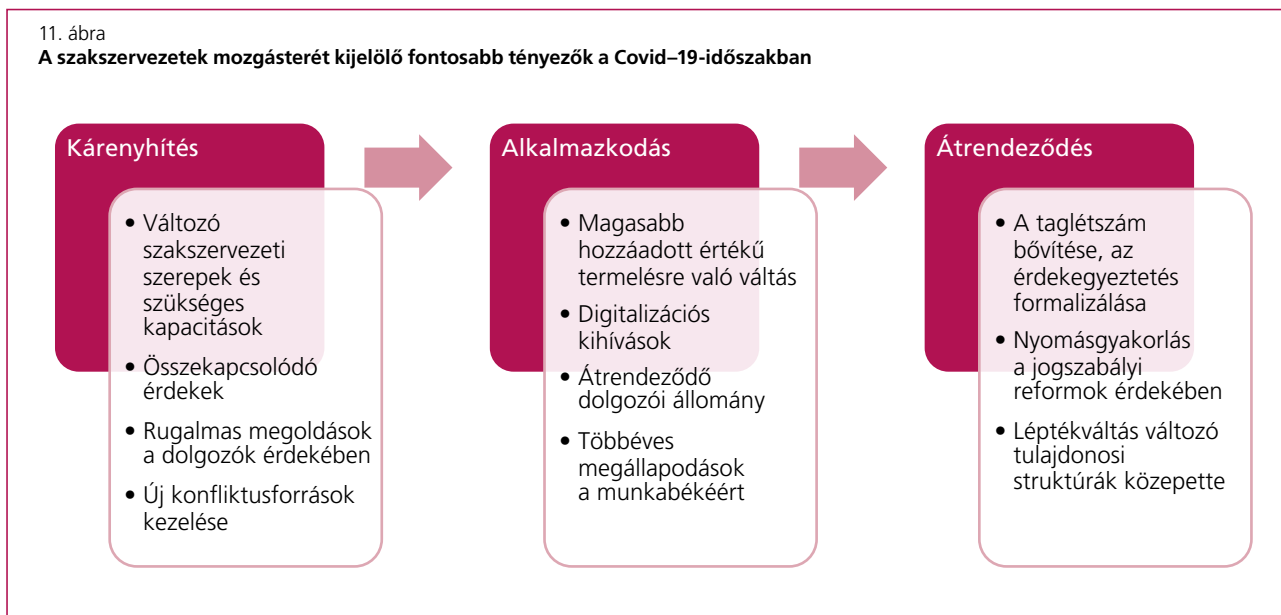 11. ábra
A szakszervezetek mozgásterét kijelölő fontosabb tényezők a Covid–19-időszakban
Kárenyhítés
• Változó
szakszervezeti
szerepek és
szükséges
kapacitások
• Összekapcsolódó
érdekek
• Rugalmas megoldások
a dolgozók érdekében
• Új konfliktusforrások
kezelése
Alkalmazkodás
• Magasabb
hozzáadott értékű
termelésre való váltás
• Digitalizációs
kihívások
• Átrendeződő
dolgozói állomány
• Többéves
megállapodások
a munkabékéért
Átrendeződés
• A taglétszám
bővítése, az
érdekegyeztetés
formalizálása
• Nyomásgyakorlás
a jogszabályi
reformok érdekében
• Léptékváltás változó
tulajdonosi
struktúrák közepette